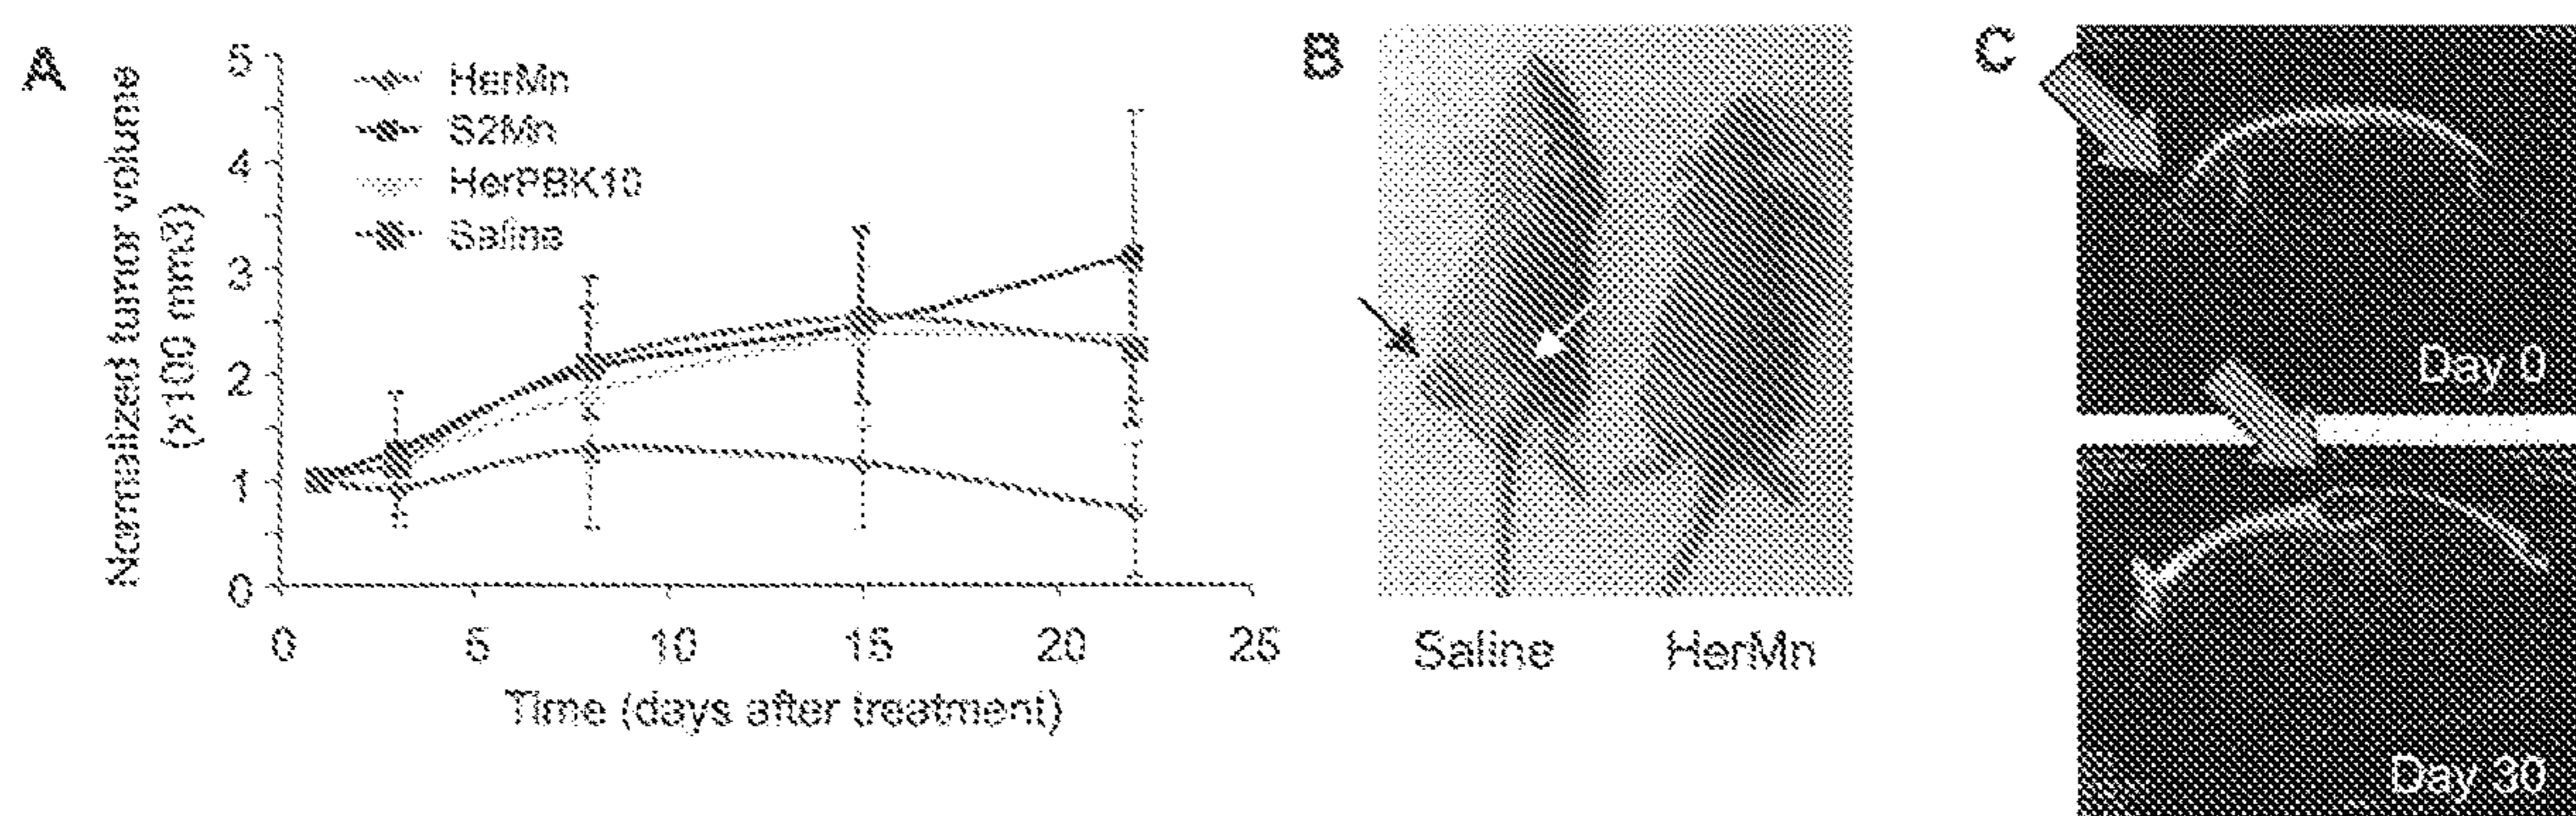 A
Normalized tumor volume
(x100 mm3)
5
4
3
2
1
0
HerMn
S2Mn
HerPBK10
Saline
0 5 10 15 20 25
Time (days after treatment)
B
Saline HerMn
C
Day 0
Day 30